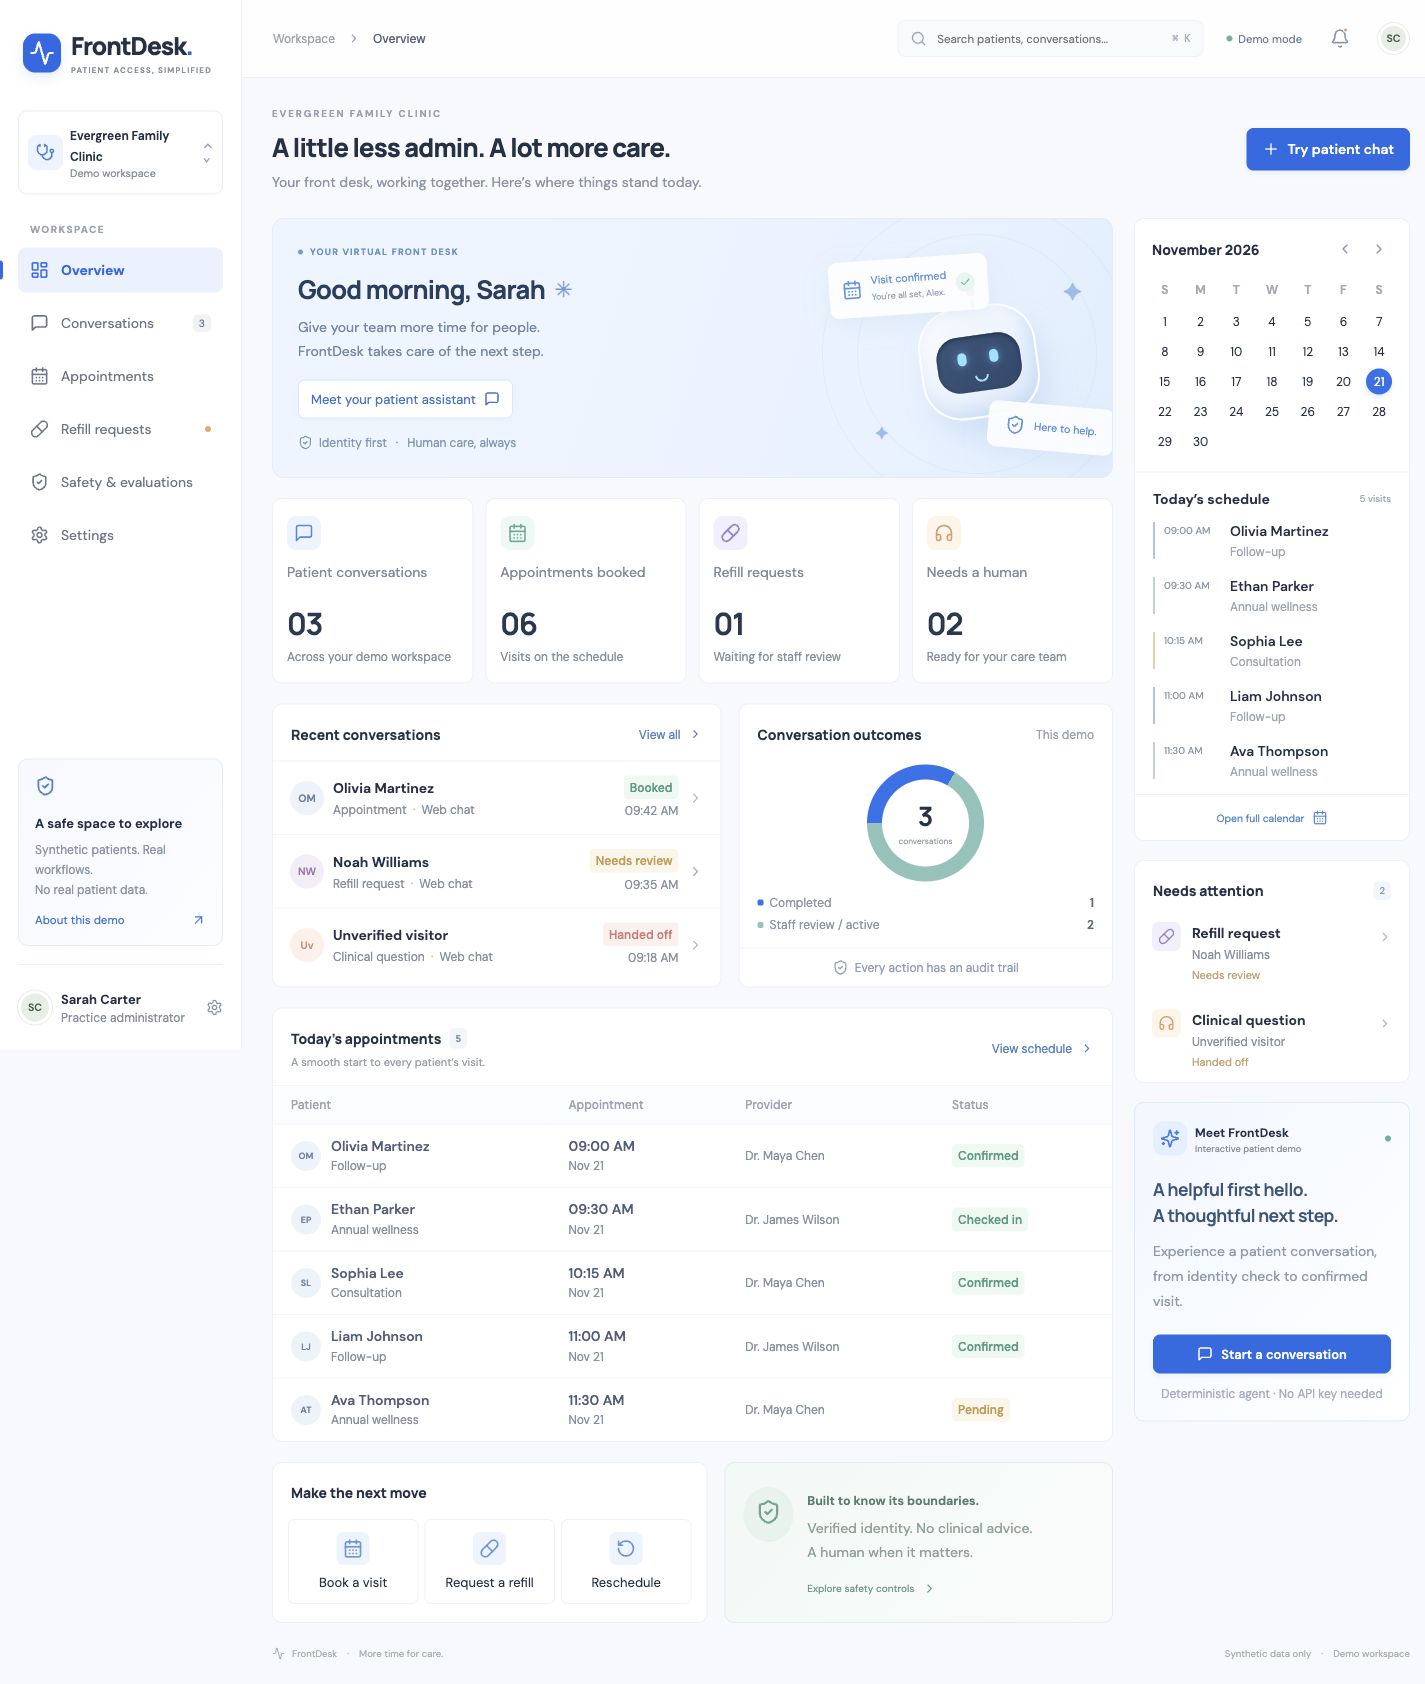 FrontDesk.
PATIENT ACCESS, SIMPLIFIED
Evergreen Family
Clinic
Demo workspace
WORKSPACE
Overview
Conversations 3
Appointments
Refill requests
Safety & evaluations
Settings
A safe space to explore
Synthetic patients. Real
workflows.
No real patient data.
About this demo
SC
Sarah Carter
Practice administrator
Workspace > Overview
Search patients, conversations... ⌘ K
Demo mode
SC
EVERGREEN FAMILY CLINIC
A little less admin. A lot more care.
Your front desk, working together. Here's where things stand today.
+ Try patient chat
YOUR VIRTUAL FRONT DESK
Good morning, Sarah
Give your team more time for people.
FrontDesk takes care of the next step.
Meet your patient assistant
Identity first · Human care, always
Visit confirmed
You're all set, Alex.
Here to help.
Patient conversations
03
Across your demo workspace
Appointments booked
06
Visits on the schedule
Refill requests
01
Waiting for staff review
Needs a human
02
Ready for your care team
Recent conversations
View all
OM
Olivia Martinez
Appointment · Web chat
Booked
09:42 AM
NW
Noah Williams
Refill request · Web chat
Needs review
09:35 AM
Uv
Unverified visitor
Clinical question · Web chat
Handed off
09:18 AM
Conversation outcomes
This demo
3
conversations
Completed 1
Staff review / active 2
Every action has an audit trail
Today's appointments 5
A smooth start to every patient's visit.
View schedule
Patient Appointment Provider Status
OM
Olivia Martinez
Follow-up
09:00 AM
Nov 21
Dr. Maya Chen
Confirmed
EP
Ethan Parker
Annual wellness
09:30 AM
Nov 21
Dr. James Wilson
Checked in
SL
Sophia Lee
Consultation
10:15 AM
Nov 21
Dr. Maya Chen
Confirmed
LJ
Liam Johnson
Follow-up
11:00 AM
Nov 21
Dr. James Wilson
Confirmed
AT
Ava Thompson
Annual wellness
11:30 AM
Nov 21
Dr. Maya Chen
Pending
Make the next move
Book a visit
Request a refill
Reschedule
Built to know its boundaries.
Verified identity. No clinical advice.
A human when it matters.
Explore safety controls
November 2026
S M T W T F S
1 2 3 4 5 6 7
8 9 10 11 12 13 14
15 16 17 18 19 20 21
22 23 24 25 26 27 28
29 30
Today's schedule 5 visits
09:00 AM Olivia Martinez
Follow-up
09:30 AM Ethan Parker
Annual wellness
10:15 AM Sophia Lee
Consultation
11:00 AM Liam Johnson
Follow-up
11:30 AM Ava Thompson
Annual wellness
Open full calendar
Needs attention 2
Refill request
Noah Williams
Needs review
Clinical question
Unverified visitor
Handed off
Meet FrontDesk
Interactive patient demo
A helpful first hello.
A thoughtful next step.
Experience a patient conversation,
from identity check to confirmed
visit.
Start a conversation
Deterministic agent · No API key needed
FrontDesk · More time for care.
Synthetic data only · Demo workspace